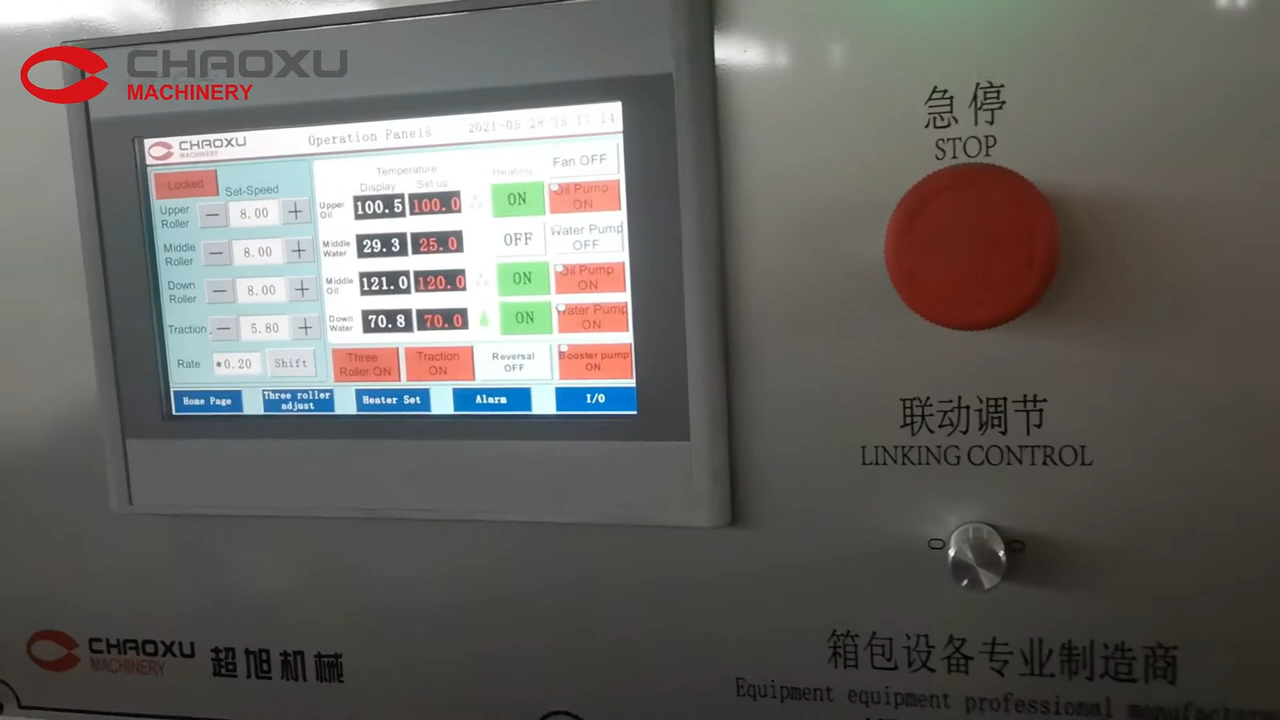 CHAOXU
MACHINERY
CHAOXU
MACHINERY
Operation Panels
2021-05-28 15:17:14
Locked
Set-Speed
Upper Roller
— 8.00 +
Middle Roller
— 8.00 +
Down Roller
— 8.00 +
Traction
— 5.80 +
Rate *0.20 Shift
Temperature
Display Set up
Heating
Fan OFF
Upper Oil 100.5 100.0 ON Oil Pump ON
Middle Water 29.3 25.0 OFF Water Pump OFF
Middle Oil 121.0 120.0 ON Oil Pump ON
Down Water 70.8 70.0 ON Water Pump ON
Three Roller ON
Traction ON
Reversal OFF
Booster pump ON
Home Page
Three roller adjust
Heater Set
Alarm
I/O
急停
STOP
联动调节
LINKING CONTROL
CHAOXU
MACHINERY
超旭机械
箱包设备专业制造商
Equipment equipment professional